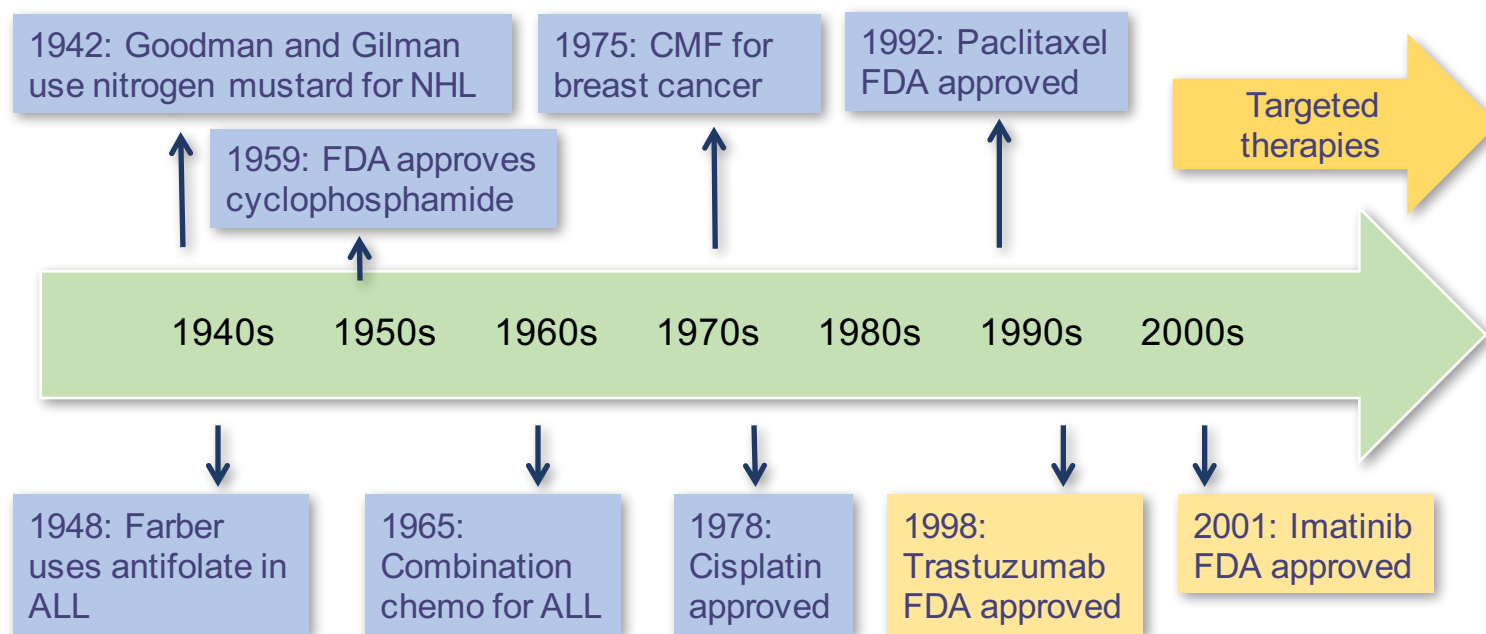 1942: Goodman and Gilman
use nitrogen mustard for NHL
1975: CMF for
breast cancer
1992: Paclitaxel
FDA approved
Targeted
therapies
1959: FDA approves
cyclophosphamide
1940s 1950s 1960s 1970s 1980s 1990s 2000s
1948: Farber
uses antifolate in
ALL
1965:
Combination
chemo for ALL
1978:
Cisplatin
approved
1998:
Trastuzumab
FDA approved
2001: Imatinib
FDA approved